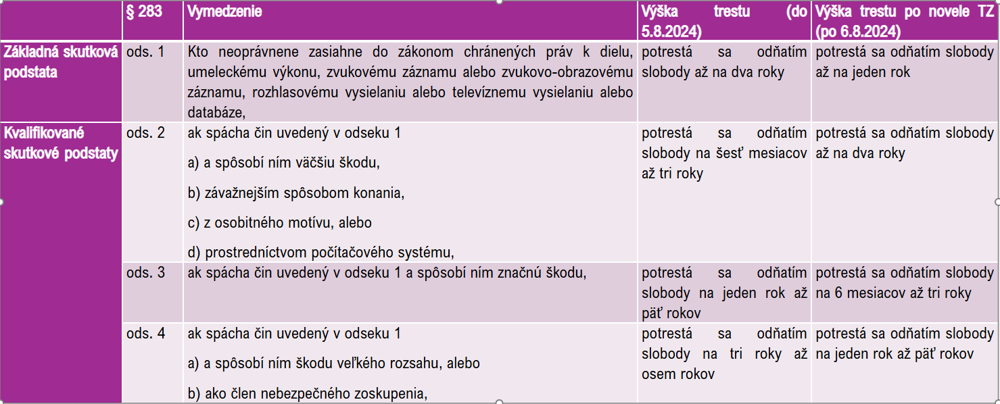 § 283
Vymedzenie
Výška trestu (do
5.8.2024)
Výška trestu po novele TZ
(po 6.8.2024)
Základná skutková
podstata
ods. 1
Kto neoprávnene zasiahne do zákonom chránených práv k dielu,
umeleckému výkonu, zvukovému záznamu alebo zvukovo-obrazovému
záznamu, rozhlasovému vysielaniu alebo televíznemu vysielaniu alebo
databáze,
potrestá sa odňatím
slobody až na dva roky
potrestá sa odňatím slobody
až na jeden rok
Kvalifikované
skutkové podstaty
ods. 2
ak spácha čin uvedený v odseku 1
a) a spôsobí ním väčšiu škodu,
b) závažnejším spôsobom konania,
c) z osobitného motívu, alebo
d) prostredníctvom počítačového systému,
potrestá sa odňatím
slobody na šesť mesiacov
až tri roky
potrestá sa odňatím slobody
až na dva roky
ods. 3
ak spácha čin uvedený v odseku 1 a spôsobí ním značnú škodu,
potrestá sa odňatím
slobody na jeden rok až
päť rokov
potrestá sa odňatím slobody
na 6 mesiacov až tri roky
ods. 4
ak spácha čin uvedený v odseku 1
a) a spôsobí ním škodu veľkého rozsahu, alebo
b) ako člen nebezpečného zoskupenia,
potrestá sa odňatím
slobody na tri roky až
osem rokov
potrestá sa odňatím slobody
na jeden rok až päť rokov